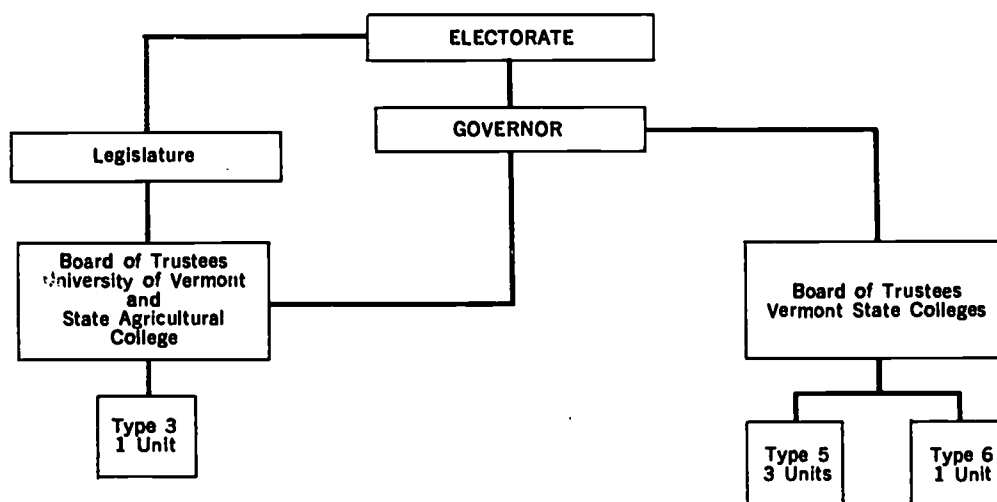 ELECTORATE
GOVERNOR
Legislature
Board of Trustees
University of Vermont
and
State Agricultural
College
Board of Trustees
Vermont State Colleges
Type 3
1 Unit
Type 5
3 Units
Type 6
1 Unit